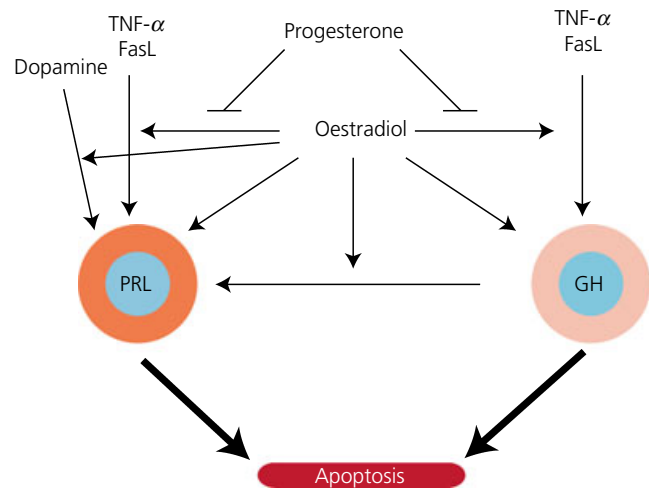 TNF-α
FasL
Dopamine
Progesterone
TNF-α
FasL
Oestradiol
PRL
GH
Apoptosis